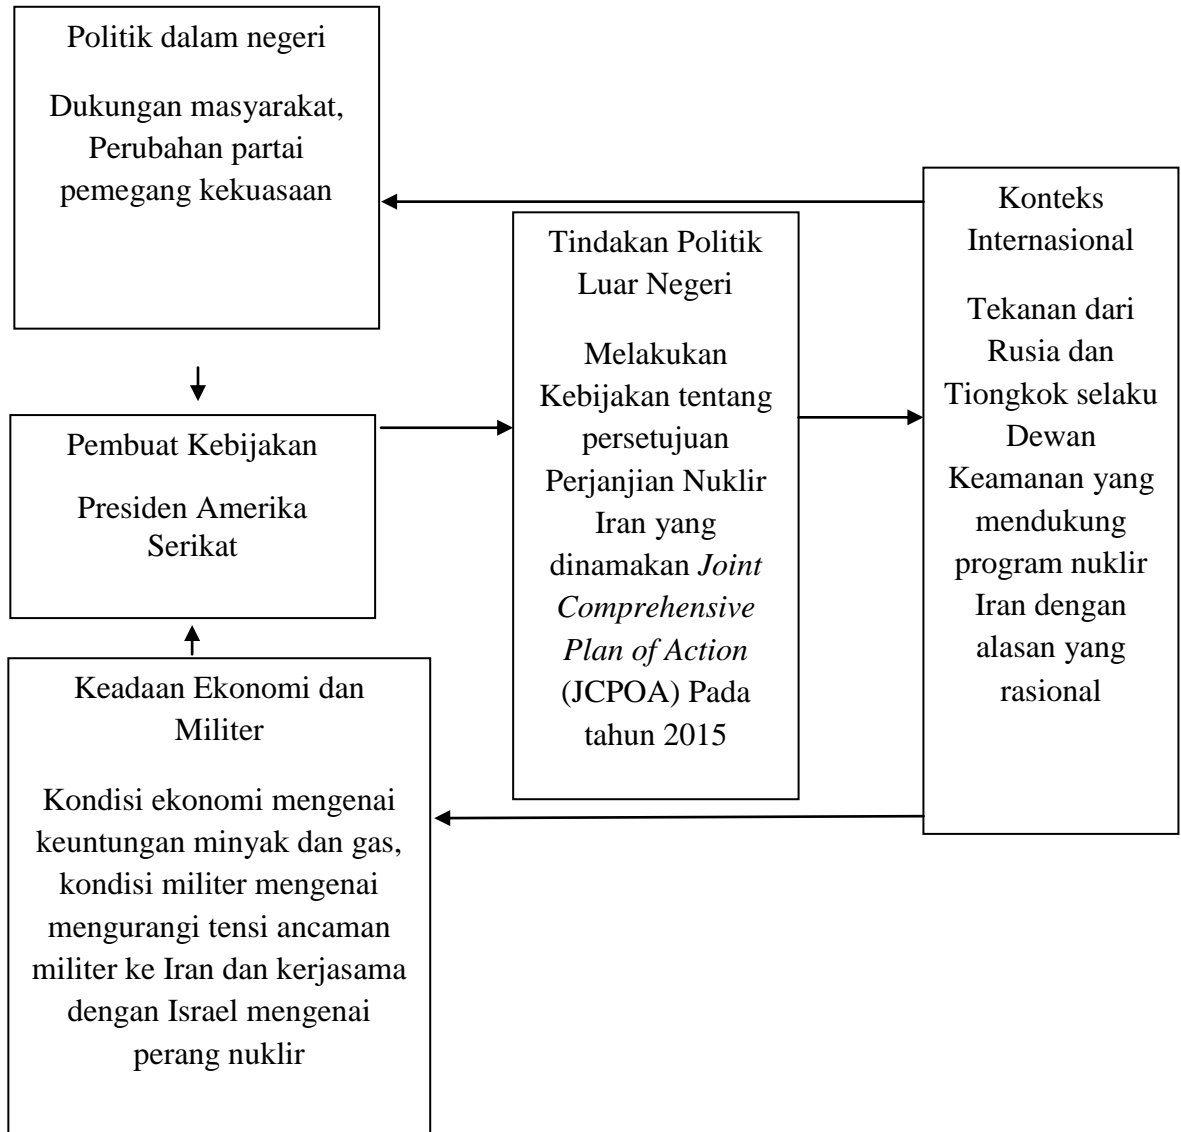 Politik dalam negeri
Dukungan masyarakat,
Perubahan partai
pemegang kekuasaan
Pembuat Kebijakan
Presiden Amerika
Serikat
Keadaan Ekonomi dan
Militer
Kondisi ekonomi mengenai
keuntungan minyak dan gas,
kondisi militer mengenai
mengurangi tensi ancaman
militer ke Iran dan kerjasama
dengan Israel mengenai
perang nuklir
Tindakan Politik
Luar Negeri
Melakukan
Kebijakan tentang
persetujuan
Perjanjian Nuklir
Iran yang
dinamakan Joint
Comprehensive
Plan of Action
(JCPOA) Pada
tahun 2015
Konteks
Internasional
Tekanan dari
Rusia dan
Tiongkok selaku
Dewan
Keamanan yang
mendukung
program nuklir
Iran dengan
alasan yang
rasional